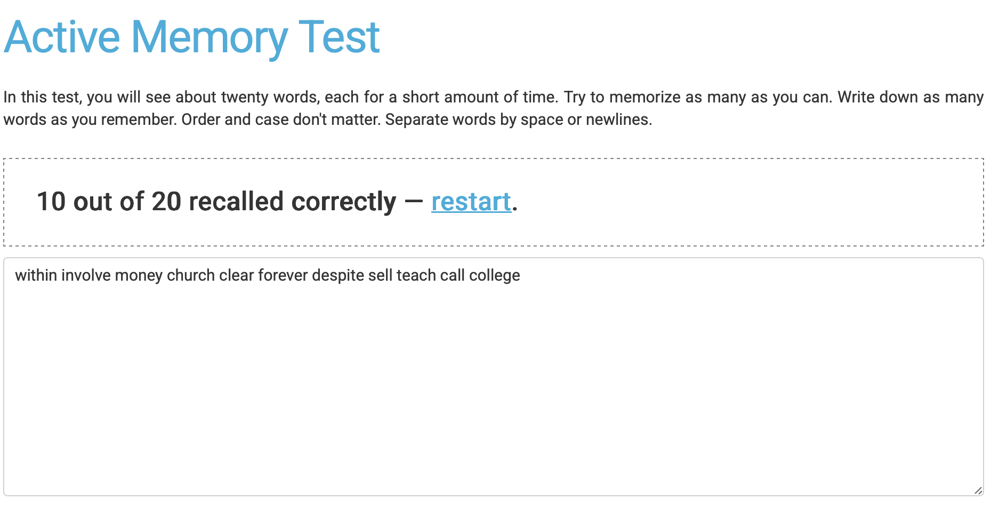 Active Memory Test
In this test, you will see about twenty words, each for a short amount of time. Try to memorize as many as you can. Write down as many
words as you remember. Order and case don't matter. Separate words by space or newlines.
10 out of 20 recalled correctly — restart.
within involve money church clear forever despite sell teach call college